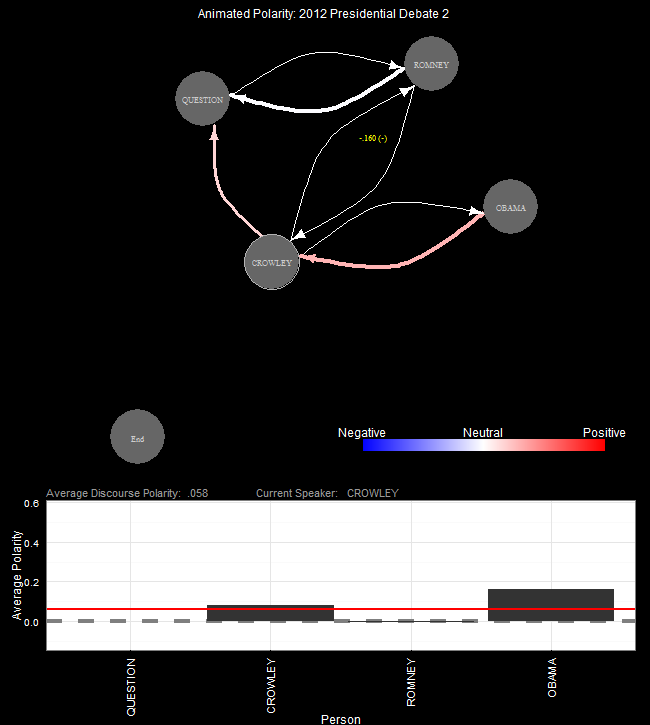 Animated Polarity: 2012 Presidential Debate 2
ROMNEY
QUESTION
-.160 (-)
OBAMA
CROWLEY
End
Negative Neutral Positive
Average Discourse Polarity: .058 Current Speaker: CROWLEY
0.6
0.4
0.2
0.0
Average Polarity
QUESTION
CROWLEY
ROMNEY
OBAMA
Person